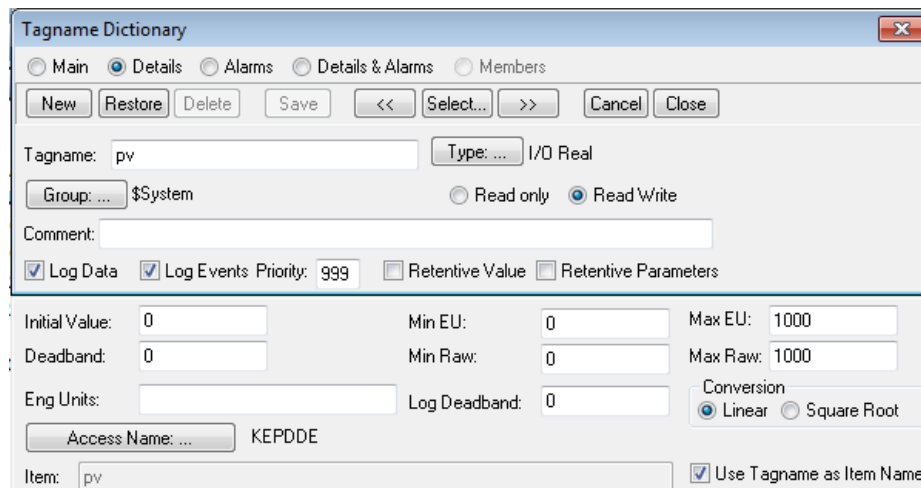 Tagname Dictionary
Main Details Alarms Details & Alarms Members
New Restore Delete Save << Select... >> Cancel Close
Tagname: pv Type: ... I/O Real
Group: ... $System Read only Read Write
Comment:
Log Data Log Events Priority: 999 Retentive Value Retentive Parameters
Initial Value: 0 Min EU: 0 Max EU: 1000
Deadband: 0 Min Raw: 0 Max Raw: 1000
Eng Units: Log Deadband: 0 Conversion
Linear Square Root
Access Name: ... KEPDDE
Item: pv Use Tagname as Item Name